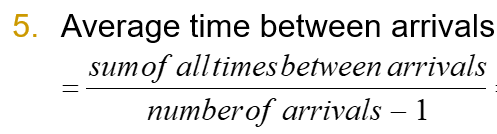 5. Average time between arrivals
= sum of all times between arrivals
number of arrivals – 1